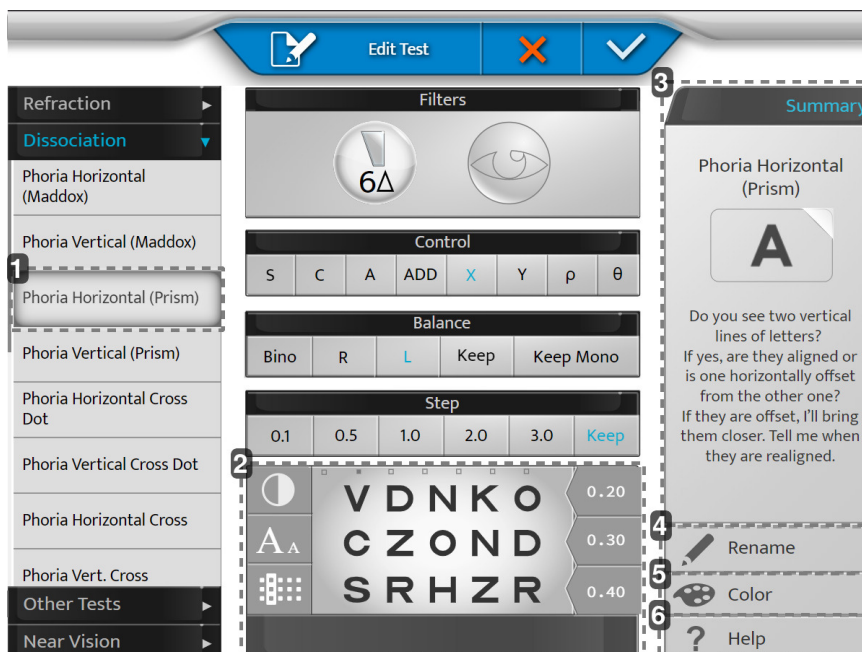 Edit Test
3
Refraction
Dissociation
Phoria Horizontal
(Maddox)
Phoria Vertical (Maddox)
1
Phoria Horizontal (Prism)
Phoria Vertical (Prism)
Phoria Horizontal Cross
Dot
Phoria Vertical Cross Dot
Phoria Horizontal Cross
Phoria Vert. Cross
Other Tests
Near Vision
Filters
6Δ
Control
S C A ADD X Y ρ θ
Balance
Bino R L Keep Keep Mono
Step
0.1 0.5 1.0 2.0 3.0 Keep
2
V D N K O 0.20
A A C Z O N D 0.30
S R H Z R 0.40
Summary
Phoria Horizontal
(Prism)
A
Do you see two vertical
lines of letters?
If yes, are they aligned or
is one horizontally offset
from the other one?
If they are offset, I'll bring
them closer. Tell me when
they are realigned.
4
Rename
5
Color
6
? Help